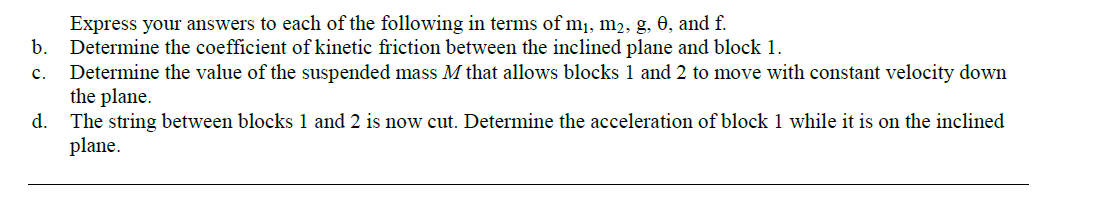 Express your answers to each of the following in terms of m₁, m₂, g, θ, and f.
b. Determine the coefficient of kinetic friction between the inclined plane and block 1.
c. Determine the value of the suspended mass M that allows blocks 1 and 2 to move with constant velocity down
the plane.
d. The string between blocks 1 and 2 is now cut. Determine the acceleration of block 1 while it is on the inclined
plane.